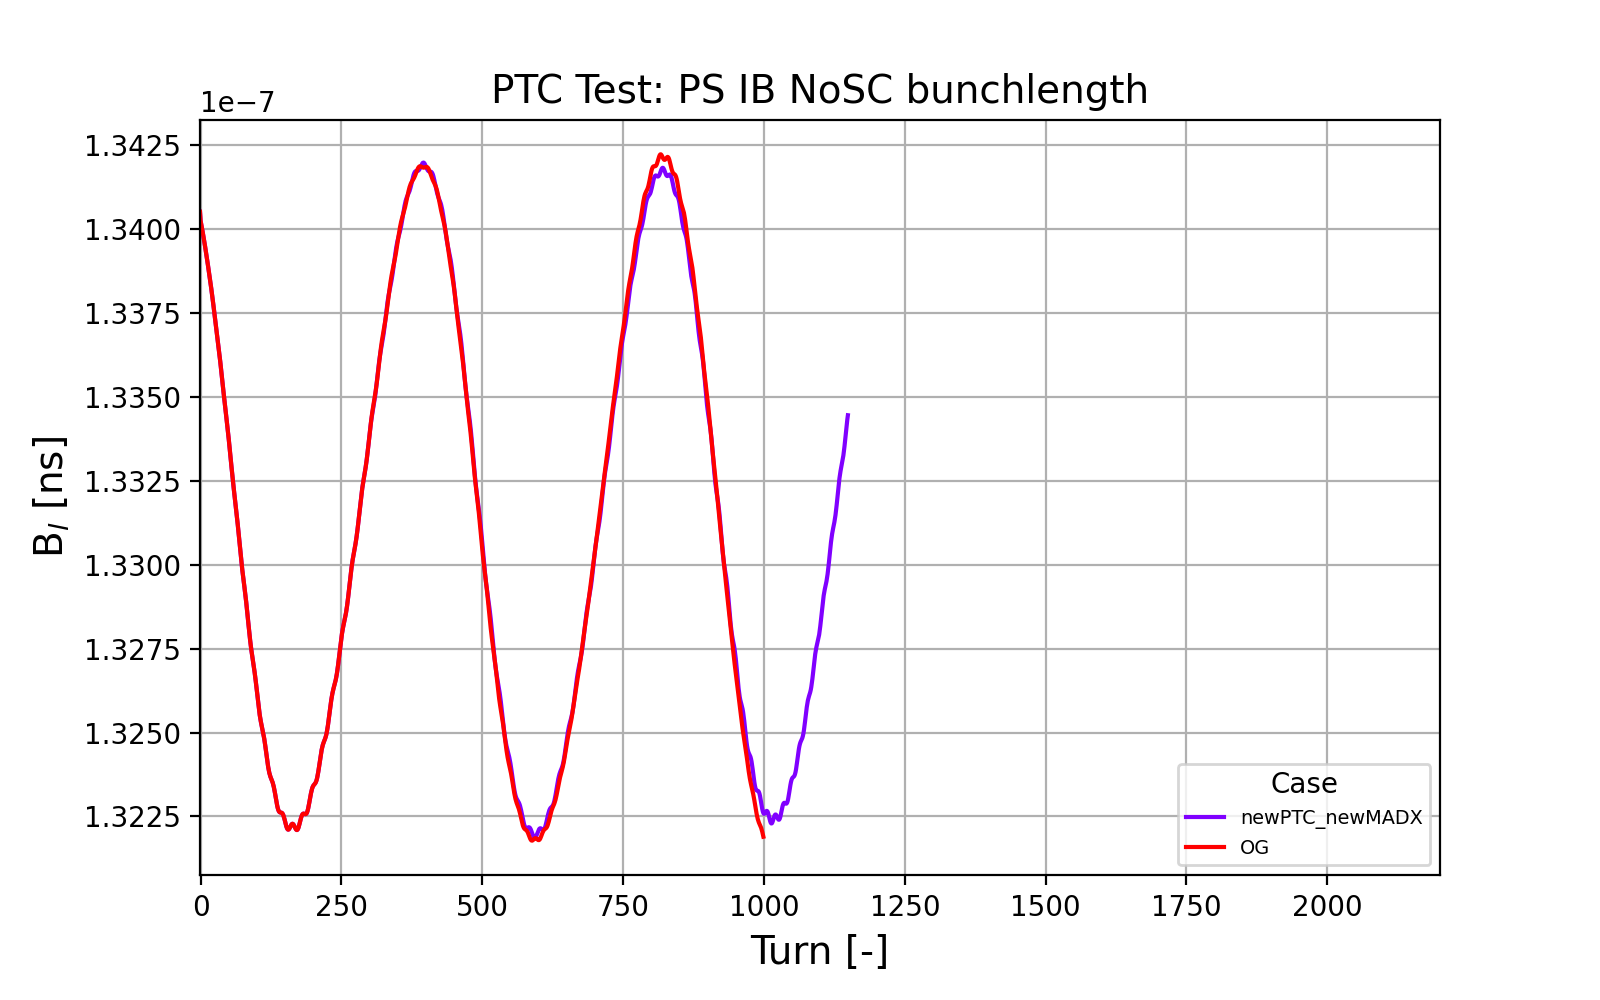 PTC Test: PS IB NoSC bunchlength
1e−7
1.3425
1.3400
1.3375
1.3350
1.3325
1.3300
1.3275
1.3250
1.3225
B_l [ns]
0 250 500 750 1000 1250 1500 1750 2000
Turn [-]
Case
newPTC_newMADX
OG